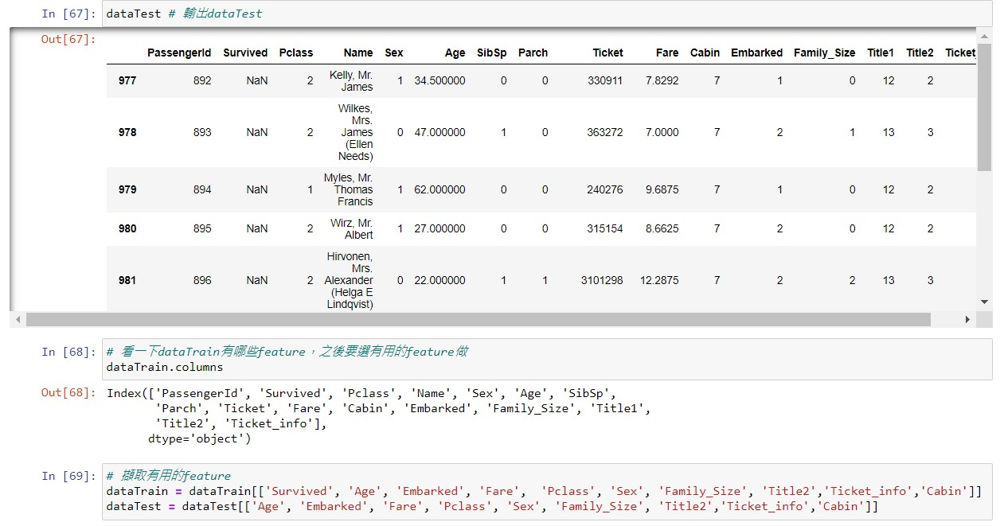 In [67]: dataTest # 輸出dataTest
Out[67]:
PassengerId Survived Pclass Name Sex Age SibSp Parch Ticket Fare Cabin Embarked Family_Size Title1 Title2 Ticket_
977 892 NaN 2 Kelly, Mr. James 1 34.500000 0 0 330911 7.8292 7 1 0 12 2
978 893 NaN 2 Wilkes, Mrs. James (Ellen Needs) 0 47.000000 1 0 363272 7.0000 7 2 1 13 3
979 894 NaN 1 Myles, Mr. Thomas Francis 1 62.000000 0 0 240276 9.6875 7 1 0 12 2
980 895 NaN 2 Wirz, Mr. Albert 1 27.000000 0 0 315154 8.6625 7 2 0 12 2
981 896 NaN 2 Hirvonen, Mrs. Alexander (Helga E Lindqvist) 0 22.000000 1 1 3101298 12.2875 7 2 2 13 3
In [68]: # 看一下dataTrain有哪些feature，之後要選有用的feature做
dataTrain.columns
Out[68]: Index(['PassengerId', 'Survived', 'Pclass', 'Name', 'Sex', 'Age', 'SibSp',
'Parch', 'Ticket', 'Fare', 'Cabin', 'Embarked', 'Family_Size', 'Title1',
'Title2', 'Ticket_info'],
dtype='object')
In [69]: # 擷取有用的feature
dataTrain = dataTrain[['Survived', 'Age', 'Embarked', 'Fare', 'Pclass', 'Sex', 'Family_Size', 'Title2','Ticket_info','Cabin']]
dataTest = dataTest[['Age', 'Embarked', 'Fare', 'Pclass', 'Sex', 'Family_Size', 'Title2','Ticket_info','Cabin']]